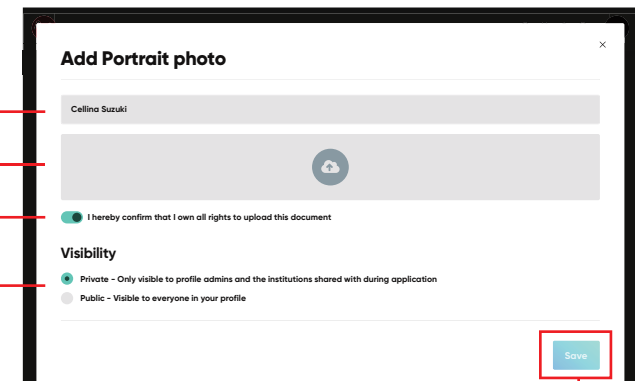 Add Portrait photo
Cellina Suzuki
I hereby confirm that I own all rights to upload this document
Visibility
Private - Only visible to profile admins and the institutions shared with during application
Public - Visible to everyone in your profile
Save